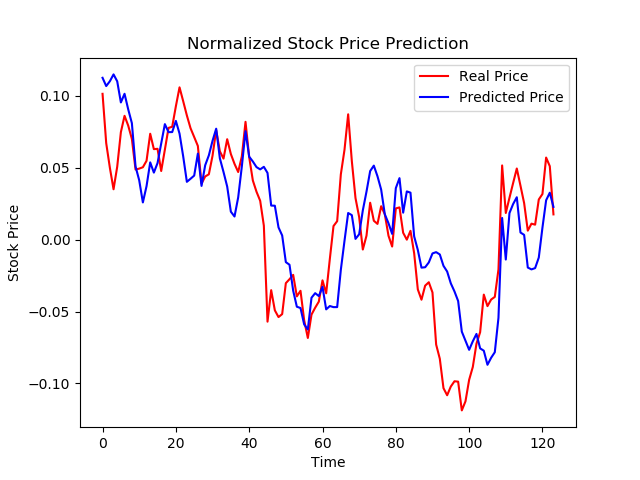 Normalized Stock Price Prediction
Real Price
Predicted Price
Stock Price
0.10
0.05
0.00
−0.05
−0.10
0
20
40
60
80
100
120
Time